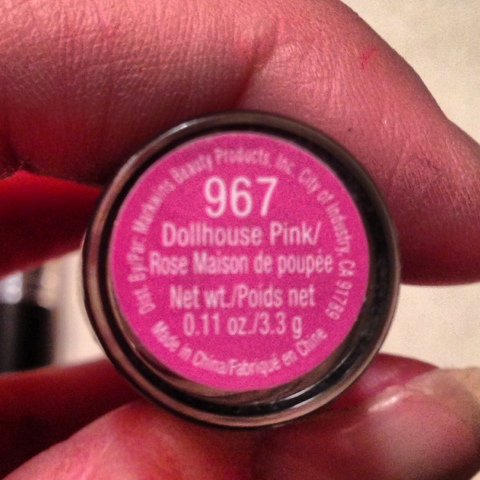 Dist. By/Par: Markwins Beauty Products, Inc. City of Industry, CA 91789
967
Dollhouse Pink/
Rose Maison de poupée
Net wt./Poids net
0.11 oz./3.3 g
Made in China/Fabriqué en Chine